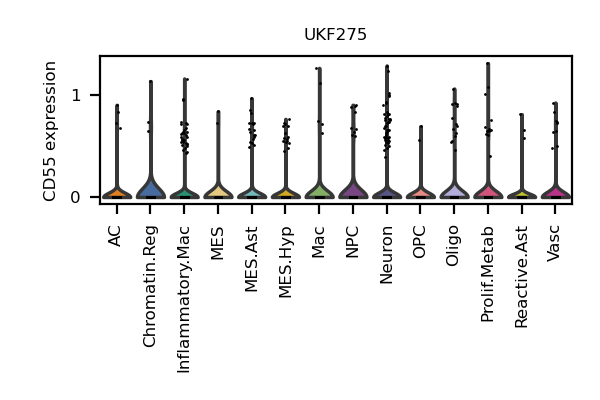 UKF275
CD55 expression
1
0
AC
Chromatin.Reg
Inflammatory.Mac
MES
MES.Ast
MES.Hyp
Mac
NPC
Neuron
OPC
Oligo
Prolif.Metab
Reactive.Ast
Vasc